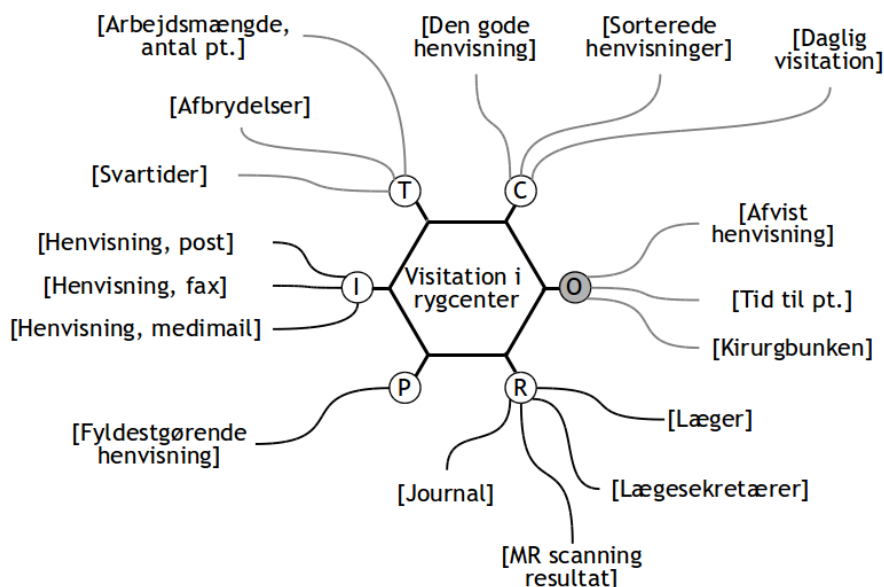 [Arbejdsmængde,
antal pt.]
[Den gode
henvisning]
[Sorterede
henvisninger]
[Daglig
visitation]
[Afbrydelser]
[Svartider]
T
C
[Henvisning, post]
[Henvisning, fax]
[Henvisning, medimail]
I
Visitation i
rygcenter
O
[Afvist
henvisning]
[Tid til pt.]
[Kirurgbunken]
P
R
[Fyldestgørende
henvisning]
[Journal]
[Læger]
[Lægesekretærer]
[MR scanning
resultat]